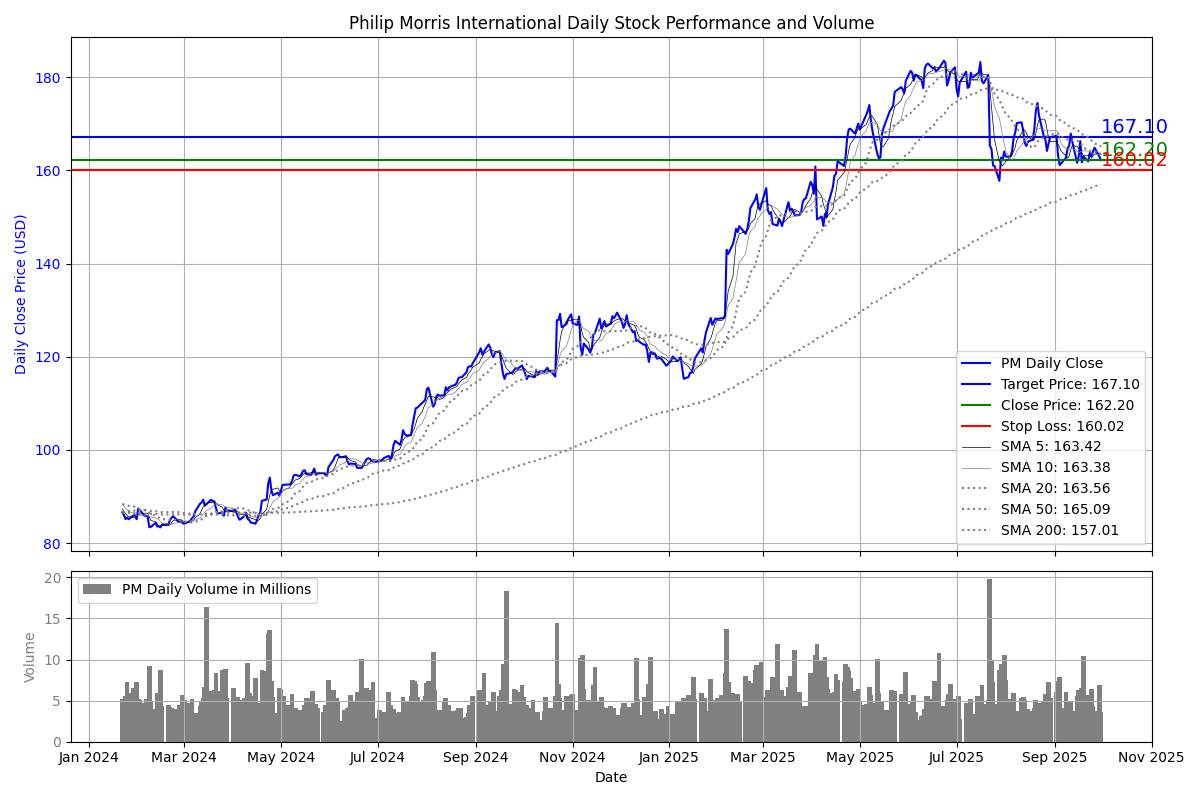 Philip Morris International Daily Stock Performance and Volume
Daily Close Price (USD)
180
160
140
120
100
80
167.10
162.20
160.02
PM Daily Close
Target Price: 167.10
Close Price: 162.20
Stop Loss: 160.02
SMA 5: 163.42
SMA 10: 163.38
SMA 20: 163.56
SMA 50: 165.09
SMA 200: 157.01
Volume
20
15
10
5
0
PM Daily Volume in Millions
Jan 2024 Mar 2024 May 2024 Jul 2024 Sep 2024 Nov 2024 Jan 2025 Mar 2025 May 2025 Jul 2025 Sep 2025 Nov 2025
Date